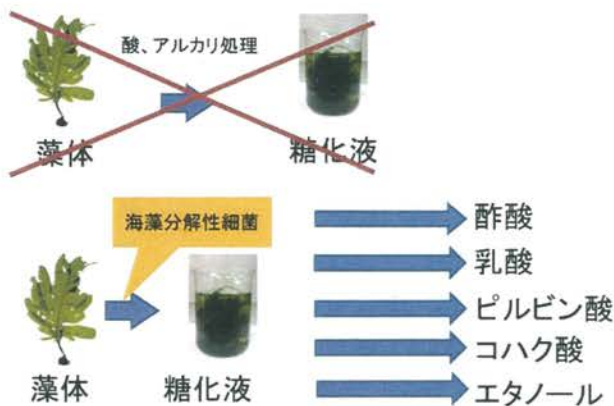 酸、アルカリ処理
藻体
糖化液
海藻分解性細菌
藻体
糖化液
酢酸
乳酸
ピルビン酸
コハク酸
エタノール